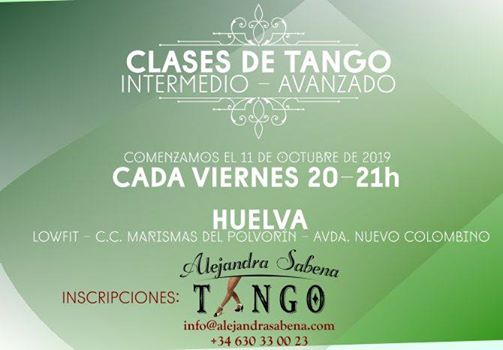 CLASES DE TANGO
INTERMEDIO - AVANZADO
COMENZAMOS EL 11 DE OCTUBRE DE 2019
CADA VIERNES 20-21h
HUELVA
LOWFIT - C.C. MARISMAS DEL POLVORÍN - AVDA. NUEVO COLOMBINO
Alejandra Sabena
INSCRIPCIONES: TANGO
info@alejandrasabena.com
+34 630 33 00 23